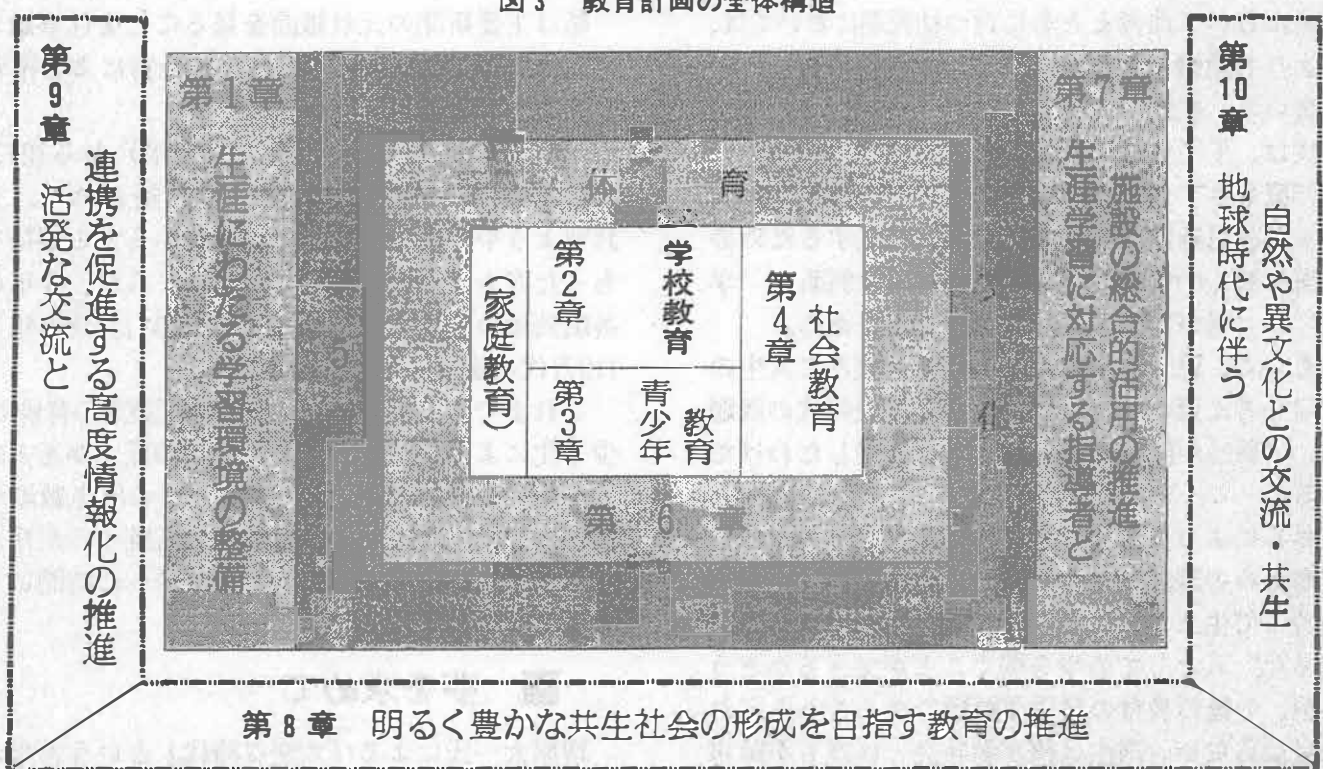 図3　教育計画の全体構造
第9章
活発な交流と
連携を促進する高度情報化の推進
第1章
生涯にわたる学習環境の整備
5
体育
家庭教育)
第2章
学校教育
第3章
青少年
教育
第4章
社会教育
化
第6章
第7章
生涯学習に対応する指導者と
施設の総合的活用の推進
第10章
地球時代に伴う
自然や異文化との交流・共生
第8章　明るく豊かな共生社会の形成を目指す教育の推進